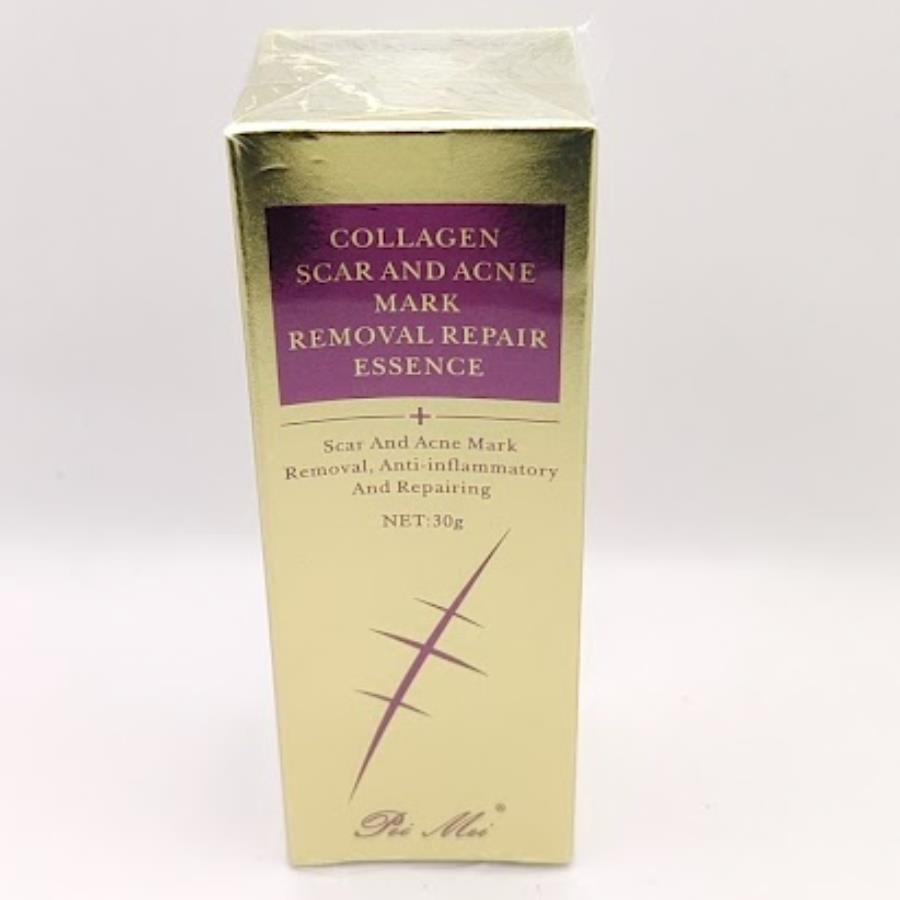 COLLAGEN
SCAR AND ACNE
MARK
REMOVAL REPAIR
ESSENCE
Scar And Acne Mark
Removal, Anti-inflammatory
And Repairing
NET:30g
Pei Mei®